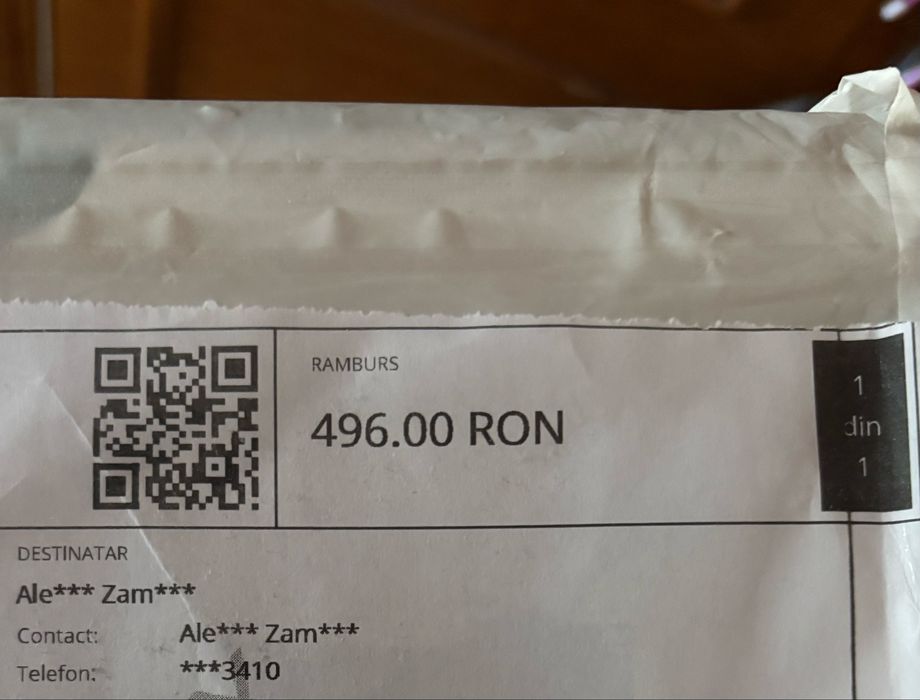 RAMBURS
496.00 RON
1
din
1
DESTINATAR
Ale*** Zam***
Contact: Ale*** Zam***
Telefon: ***3410